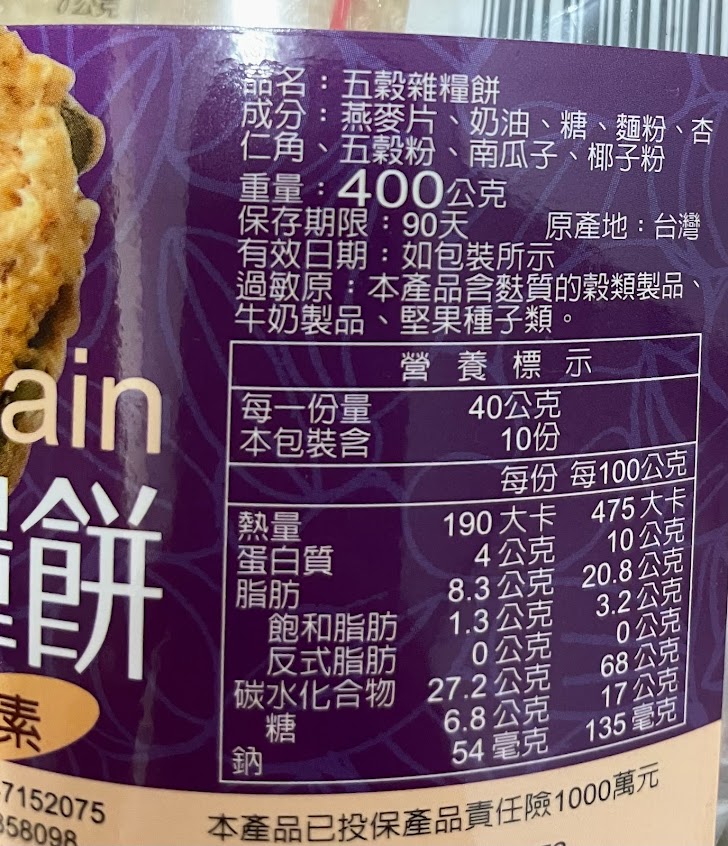 公克
品名：五穀雜糧餅
成分：燕麥片、奶油、糖、麵粉、杏
仁角、五穀粉、南瓜子、椰子粉
重量：400公克
保存期限：90天 原產地：台灣
有效日期：如包裝所示
過敏原：本產品含麩質的穀類製品、
牛奶製品、堅果種子類。
營養標示
每一份量 40公克
本包裝含 10份
每份 每100公克
熱量 190大卡 475大卡
蛋白質 4公克 10公克
脂肪 8.3公克 20.8公克
飽和脂肪 1.3公克 3.2公克
反式脂肪 0公克 0公克
碳水化合物 27.2公克 68公克
糖 6.8公克 17公克
鈉 54毫克 135毫克
ain
餅
素
7152075
358098
本產品已投保產品責任險1000萬元